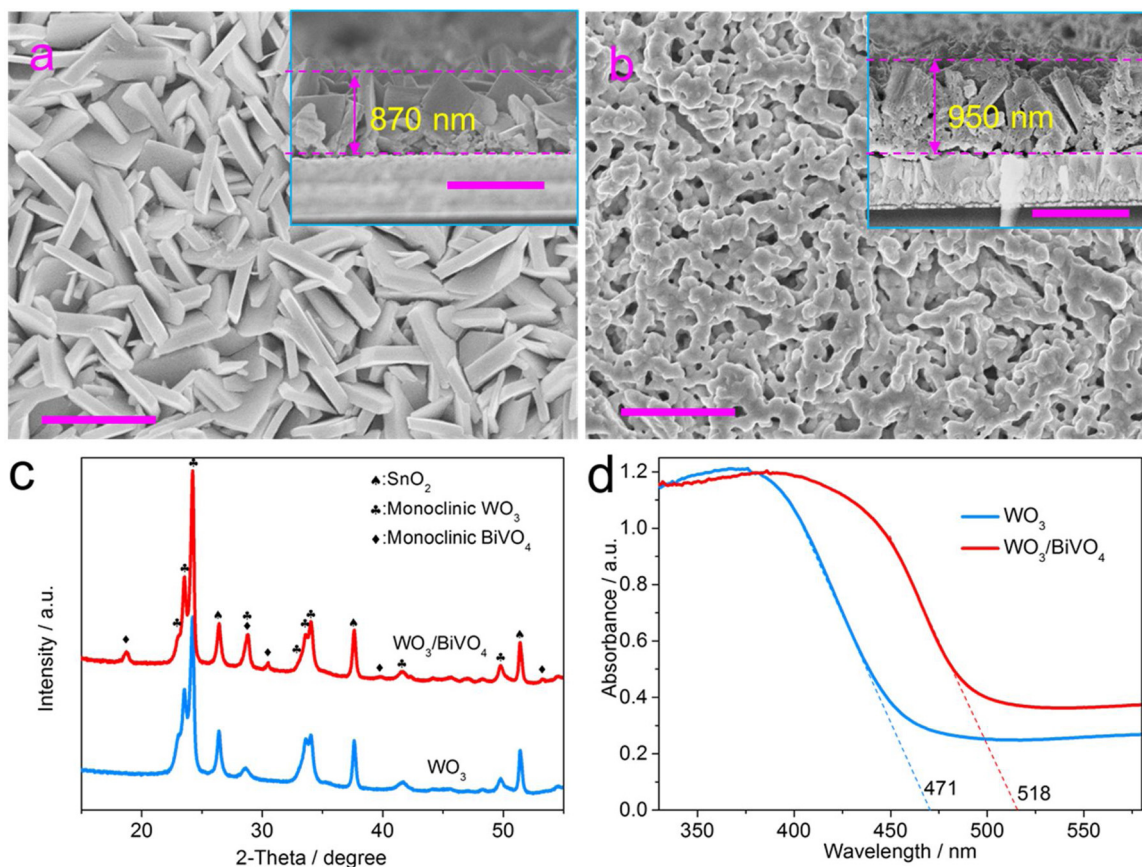 a
870 nm
b
950 nm
c
♠:SnO₂
♣:Monoclinic WO₃
♦:Monoclinic BiVO₄
WO₃/BiVO₄
WO₃
Intensity / a.u.
20 30 40 50
2-Theta / degree
d
WO₃
WO₃/BiVO₄
Absorbance / a.u.
1.2
1.0
0.8
0.6
0.4
0.2
0.0
471
518
350 400 450 500 550
Wavelength / nm